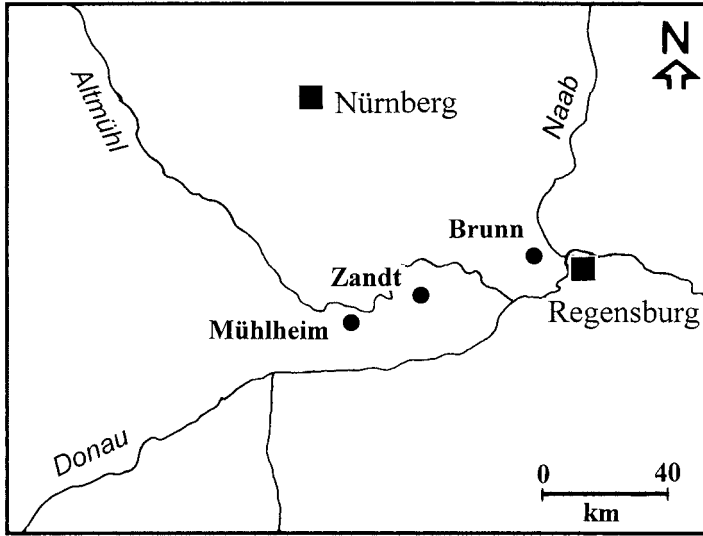 N
Altmühl
Nürnberg
Naab
Brunn
Zandt
Mühlheim
Regensburg
Donau
0 40
km